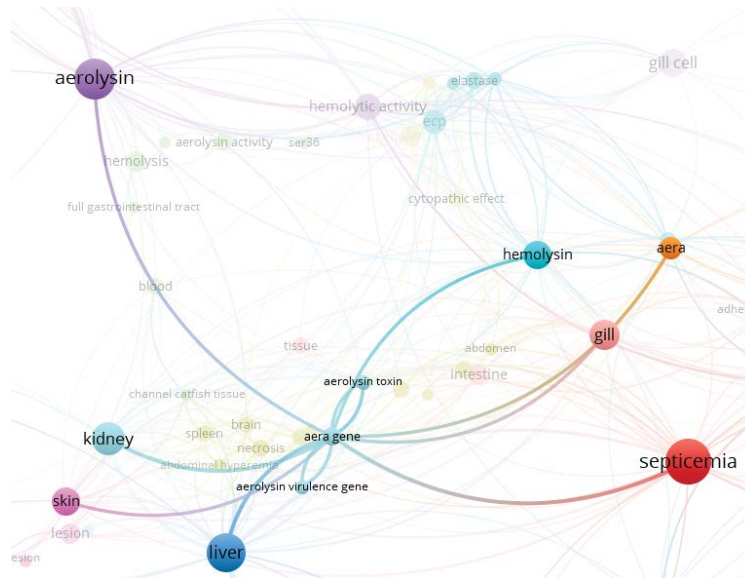 aerolysin
gill cell
elastase
hemolytic activity
ecp
aerolysin activity
ser36
hemolysis
cytopathic effect
full gastrointestinal tract
hemolysin
aera
blood
adhe
gill
tissue
abdomen
intestine
aerolysin toxin
channel catfish tissue
brain
spleen
aera gene
kidney
necrosis
abdominal hyperemia
septicemia
aerolysin virulence gene
skin
lesion
liver
esion